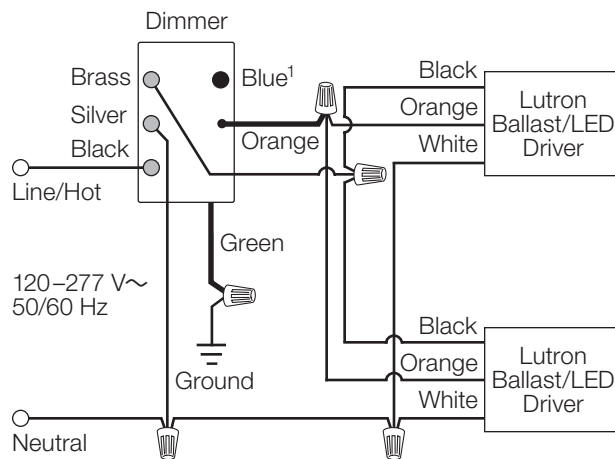 Dimmer
Brass
Blue¹
Silver
Orange
Black
Line/Hot
Green
120–277 V~
50/60 Hz
Ground
Neutral
Black
Orange
White
Lutron
Ballast/LED
Driver
Black
Orange
White
Lutron
Ballast/LED
Driver